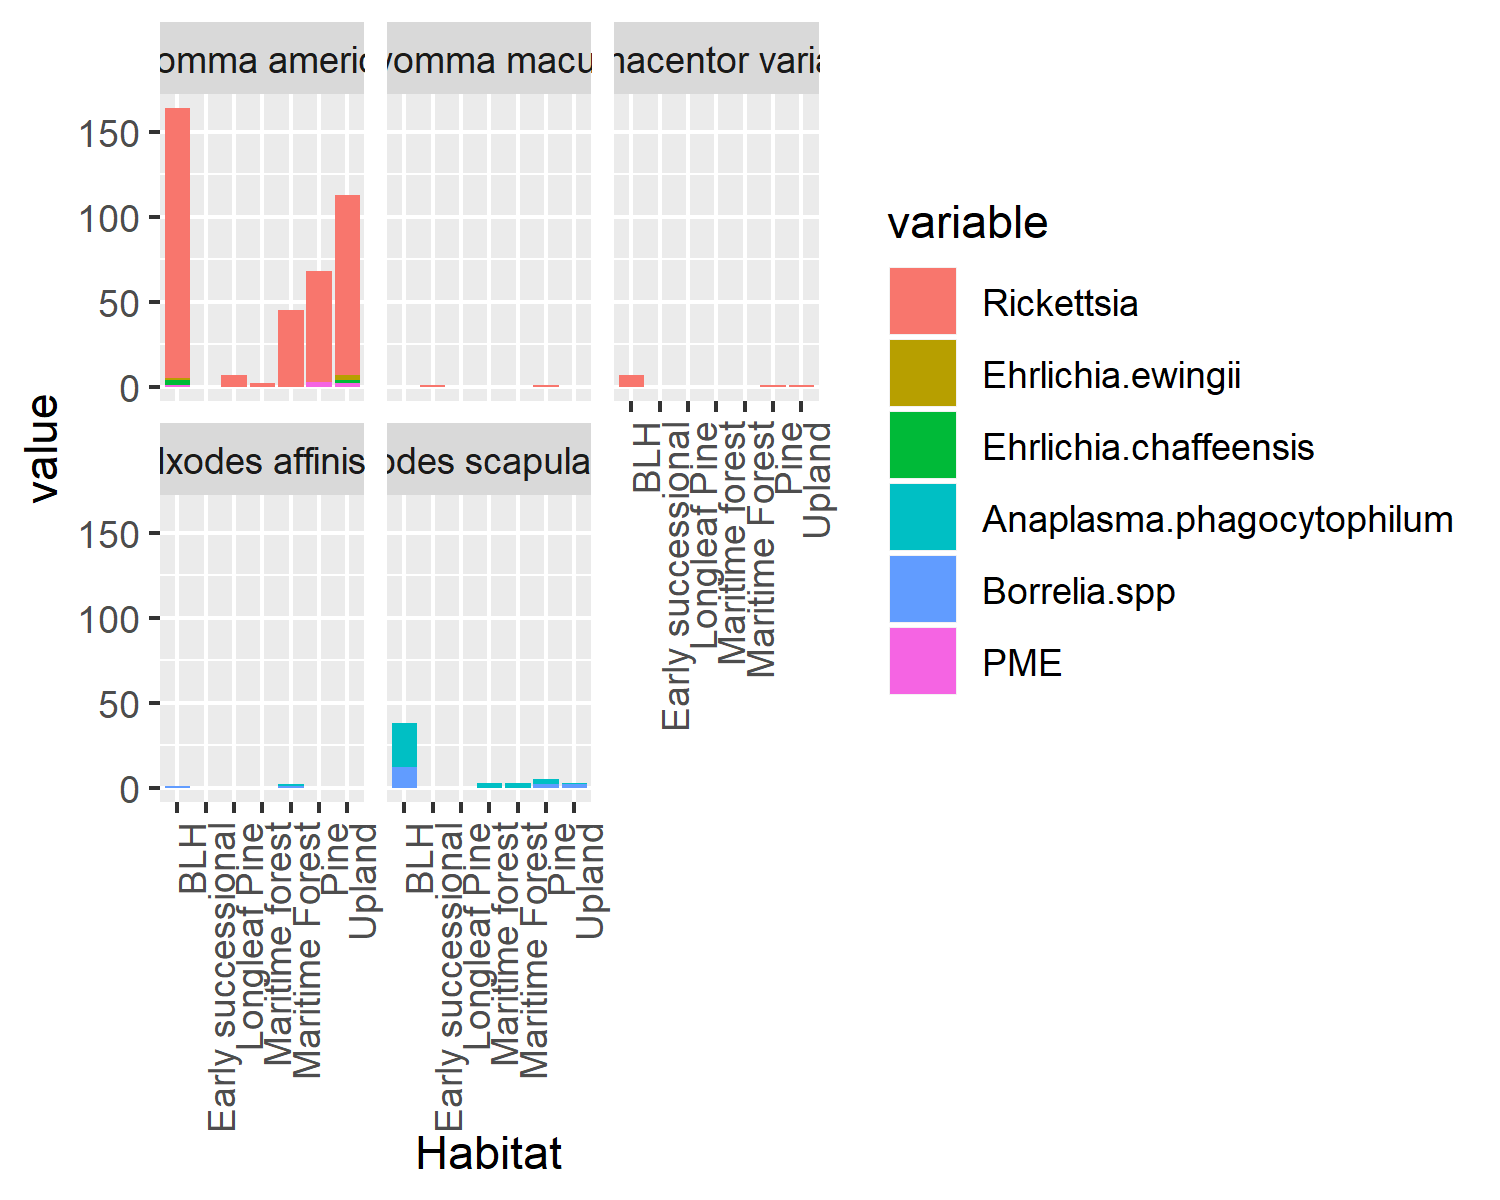 omma americ
yomma macu
nacentor varia
150
100
50
0
BLH
Early successional
Longleaf Pine
Maritime forest
Maritime Forest
Pine
Upland
Ixodes affinis
odes scapula
150
100
50
0
BLH
Early successional
Longleaf Pine
Maritime forest
Maritime Forest
Pine
Upland
BLH
Early successional
Longleaf Pine
Maritime forest
Maritime Forest
Pine
Upland
value
Habitat
variable
Rickettsia
Ehrlichia.ewingii
Ehrlichia.chaffeensis
Anaplasma.phagocytophilum
Borrelia.spp
PME